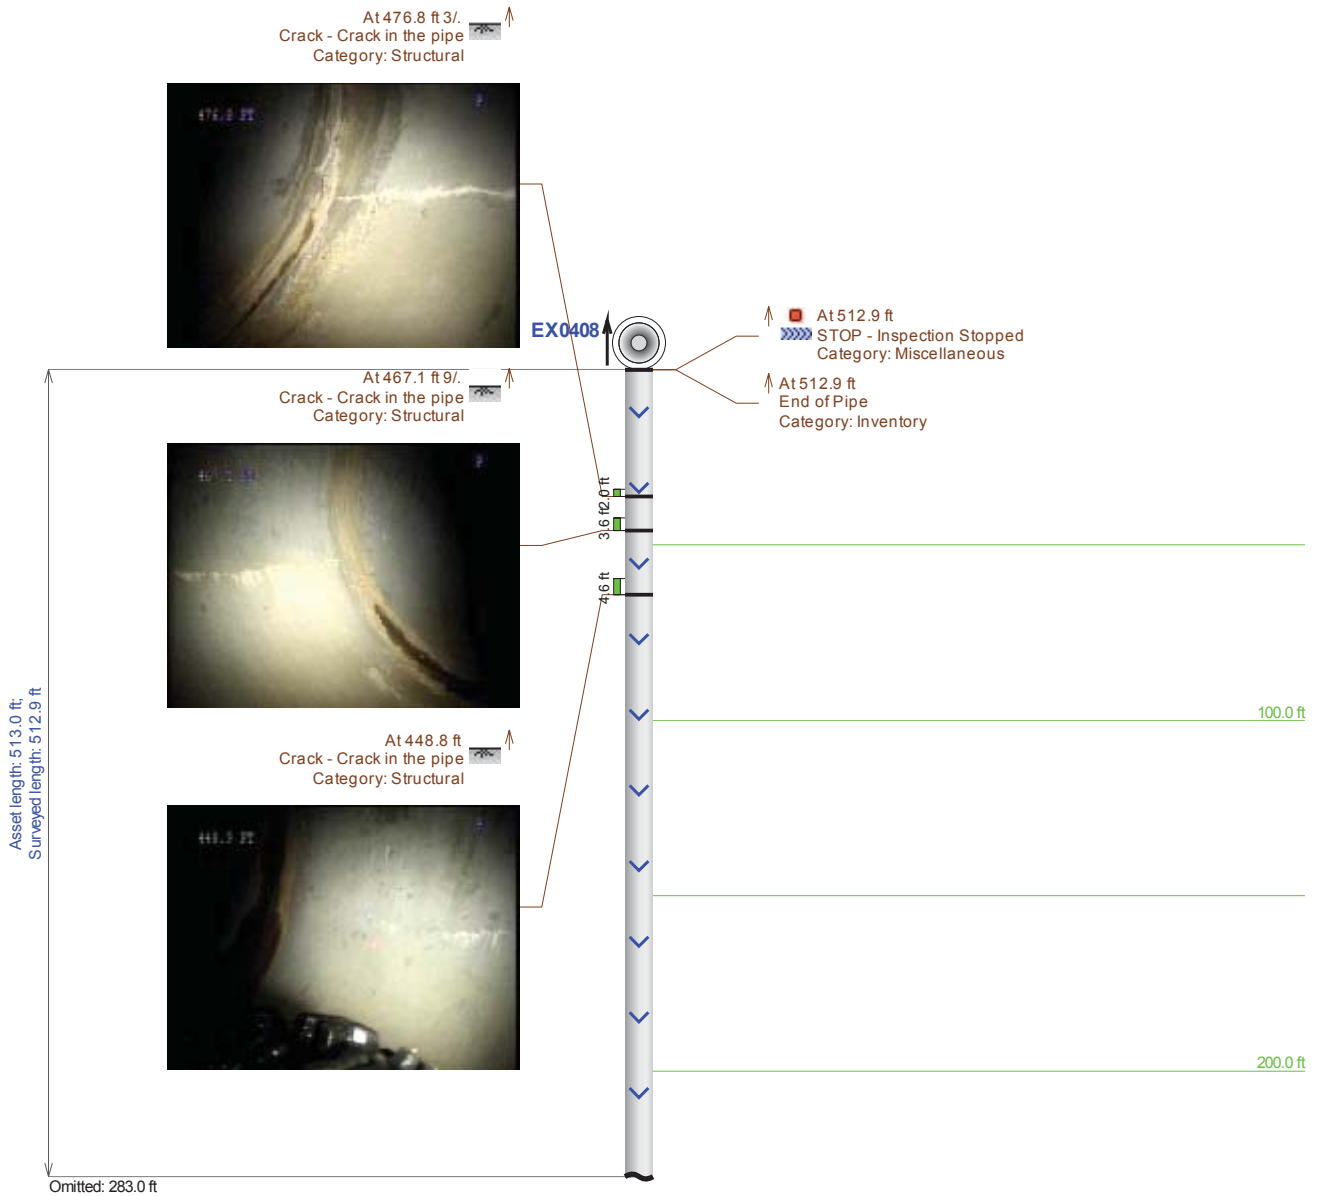 At 476.8 ft 3/.
Crack - Crack in the pipe
Category: Structural
476.8 FT
EX0408
At 512.9 ft
STOP - Inspection Stopped
Category: Miscellaneous
At 512.9 ft
End of Pipe
Category: Inventory
At 467.1 ft 9/.
Crack - Crack in the pipe
Category: Structural
2.0 ft
3.6 ft
4.6 ft
Asset length: 513.0 ft;
Surveyed length: 512.9 ft
100.0 ft
At 448.8 ft
Crack - Crack in the pipe
Category: Structural
200.0 ft
Omitted: 283.0 ft